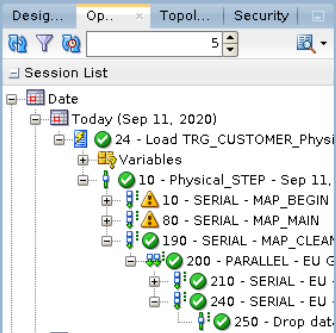 Desig... Op... Topol... Security
5
Session List
Date
Today (Sep 11, 2020)
24 - Load TRG_CUSTOMER_Physi
Variables
10 - Physical_STEP - Sep 11,
10 - SERIAL - MAP_BEGIN
80 - SERIAL - MAP_MAIN
190 - SERIAL - MAP_CLEAN
200 - PARALLEL - EU G
210 - SERIAL - EU
240 - SERIAL - EU
250 - Drop dat